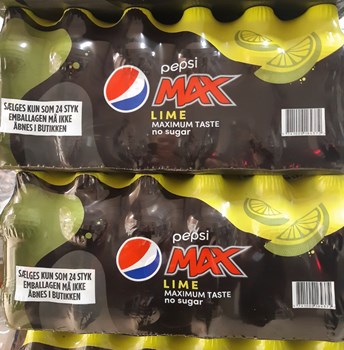 pepsi
MAX
LIME
MAXIMUM TASTE
no sugar
SÆLGES KUN SOM 24 STYK
EMBALLAGEN MÅ IKKE
ÅBNES I BUTIKKEN
pepsi
MAX
LIME
MAXIMUM TASTE
no sugar
SÆLGES KUN SOM 24 STYK
EMBALLAGEN MÅ IKKE
ÅBNES I BUTIKKEN